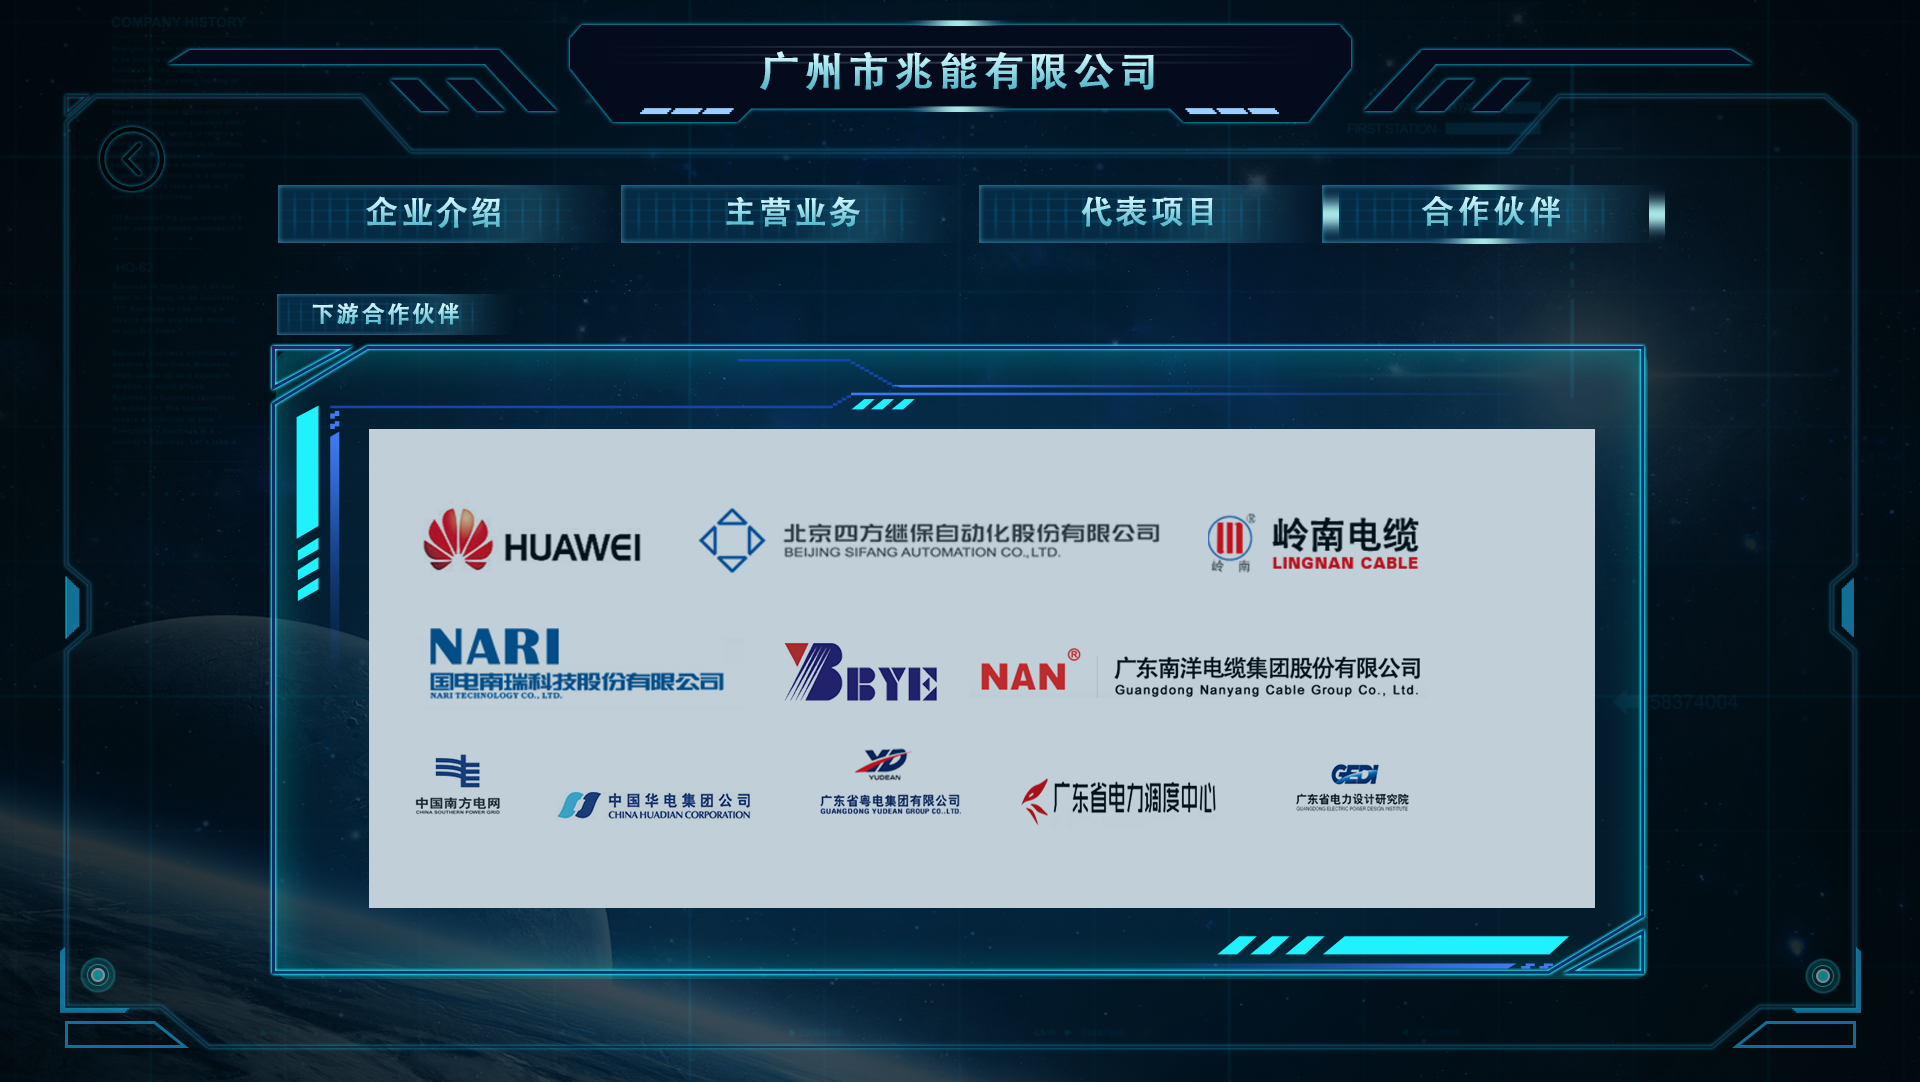 COMPANY HISTORY
广州市兆能有限公司
FIRST STATION
企业介绍
主营业务
代表项目
合作伙伴
HO-62
下游合作伙伴
HUAWEI
北京四方继保自动化股份有限公司
BEIJING SIFANG AUTOMATION CO.,LTD.
®
岭南
岭南电缆
LINGNAN CABLE
NARI
国电南瑞科技股份有限公司
NARI TECHNOLOGY CO., LTD.
BBYE
NAN®
广东南洋电缆集团股份有限公司
Guangdong Nanyang Cable Group Co., Ltd.
58374004
中国南方电网
CHINA SOUTHERN POWER GRID
中国华电集团公司
CHINA HUADIAN CORPORATION
YD
YUDEAN
广东省粤电集团有限公司
GUANGDONG YUDEAN GROUP CO.,LTD.
广东省电力调度中心
GEDI
广东省电力设计研究院
GUANGDONG ELECTRIC POWER DESIGN INSTITUTE